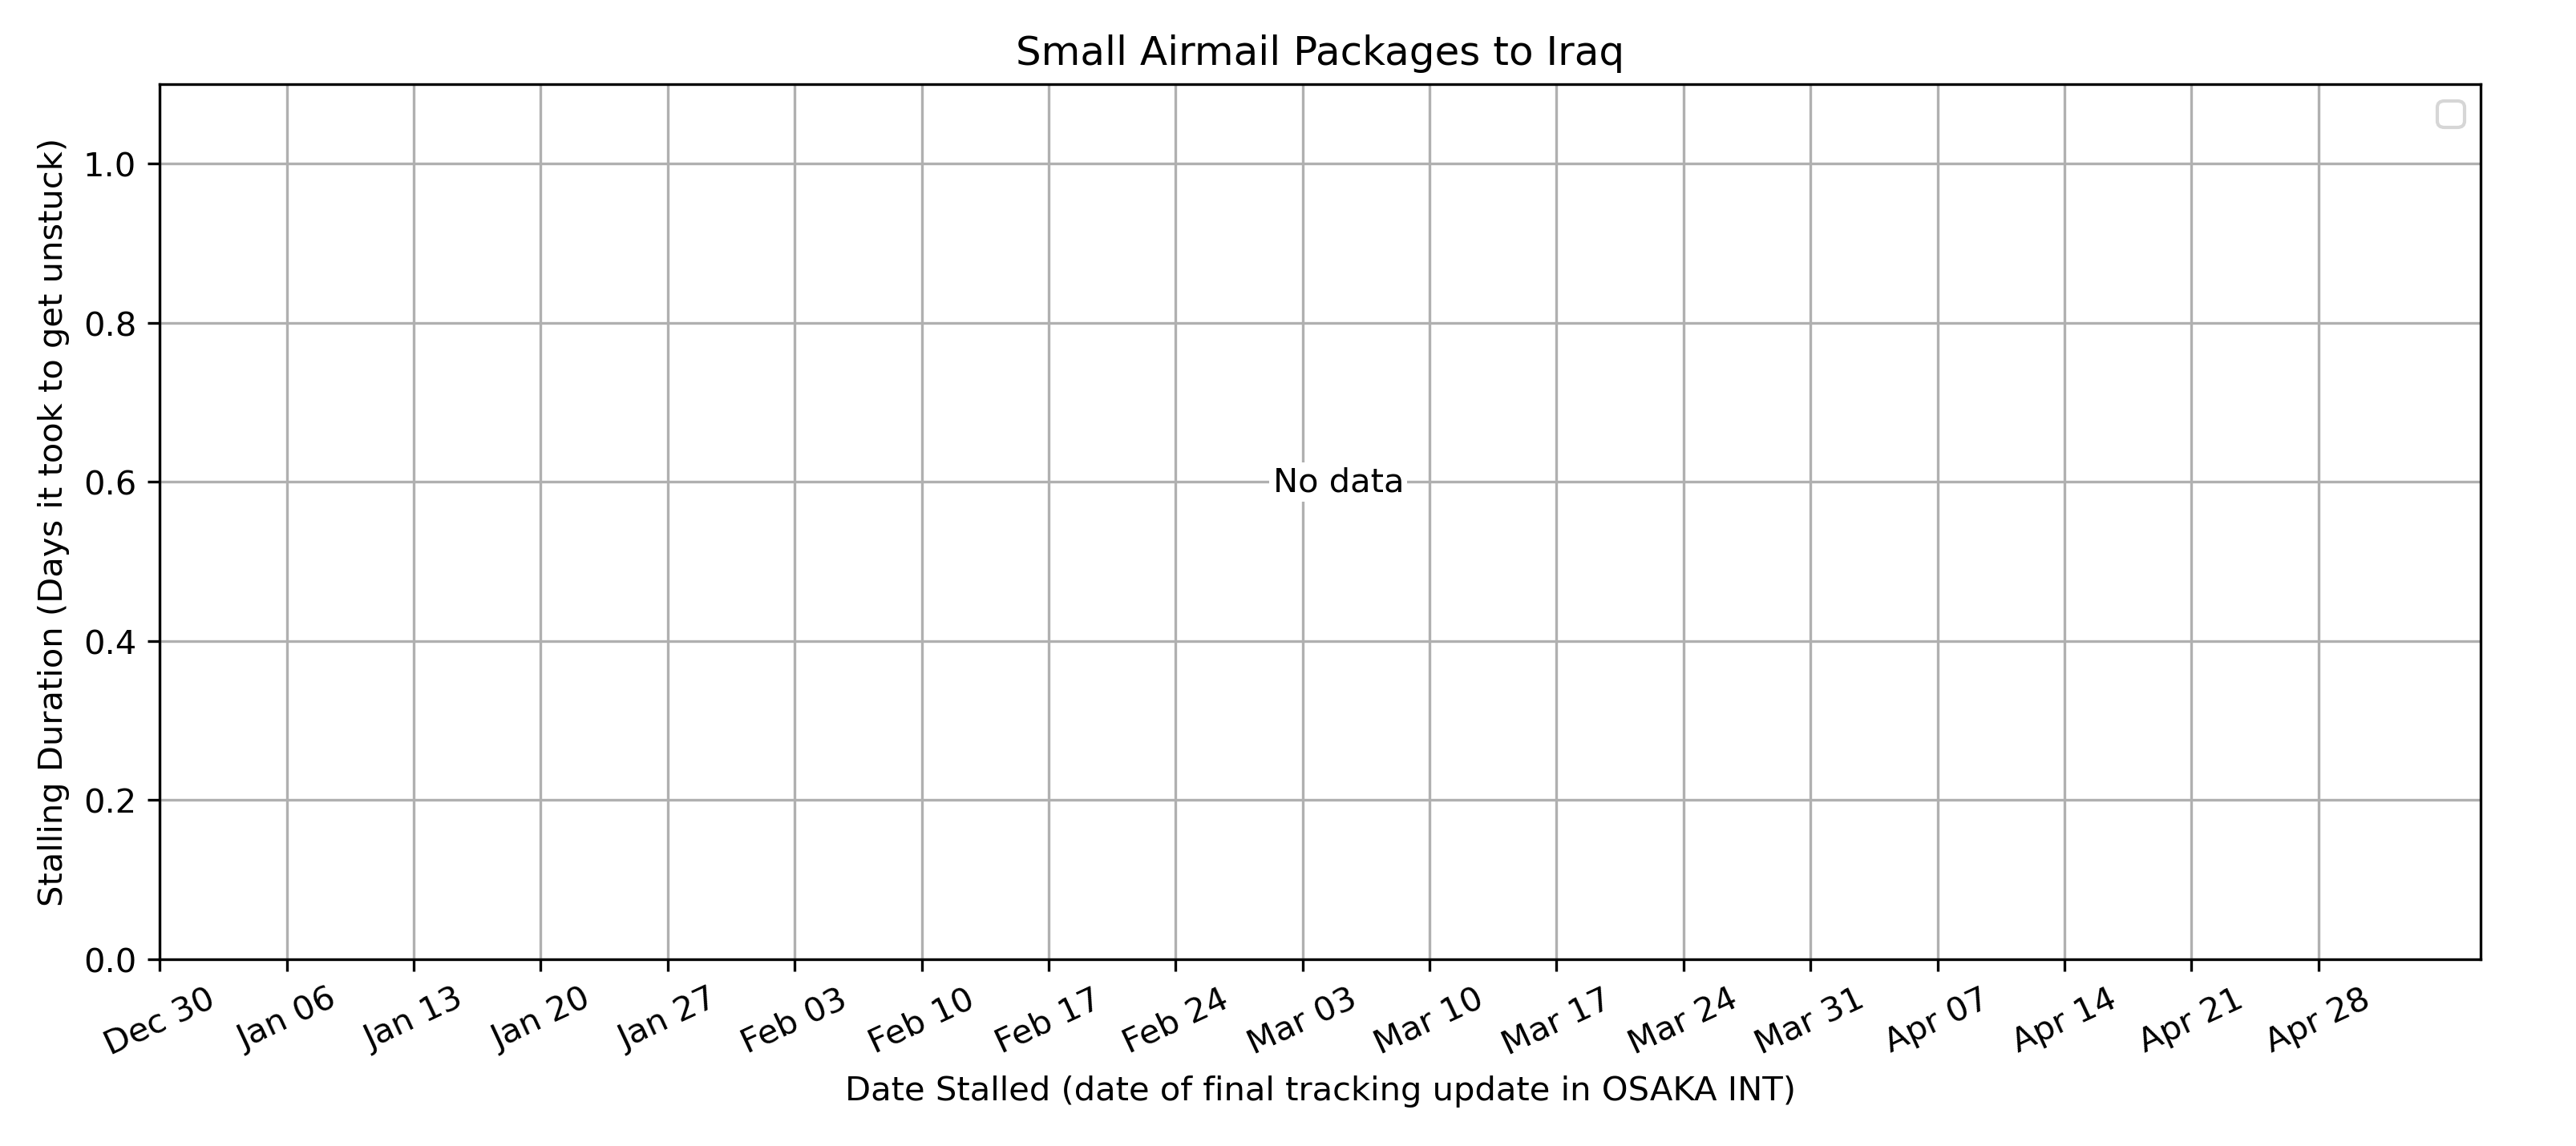 Small Airmail Packages to Iraq
Stalling Duration (Days it took to get unstuck)
1.0
0.8
0.6
0.4
0.2
0.0
No data
Dec 30
Jan 06
Jan 13
Jan 20
Jan 27
Feb 03
Feb 10
Feb 17
Feb 24
Mar 03
Mar 10
Mar 17
Mar 24
Mar 31
Apr 07
Apr 14
Apr 21
Apr 28
Date Stalled (date of final tracking update in OSAKA INT)